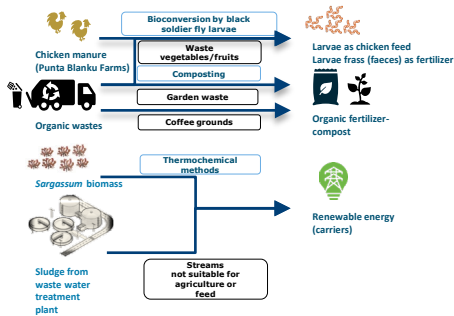 Bioconversion by black
soldier fly larvae
Chicken manure
(Punta Blanku Farms)
Waste
vegetables/fruits
Larvae as chicken feed
Larvae frass (faeces) as fertilizer
Composting
Garden waste
Organic wastes
Coffee grounds
Organic fertilizer-
compost
Thermochemical
methods
Sargassum biomass
Renewable energy
(carriers)
Sludge from
waste water
treatment
plant
Streams
not suitable for
agriculture or
feed